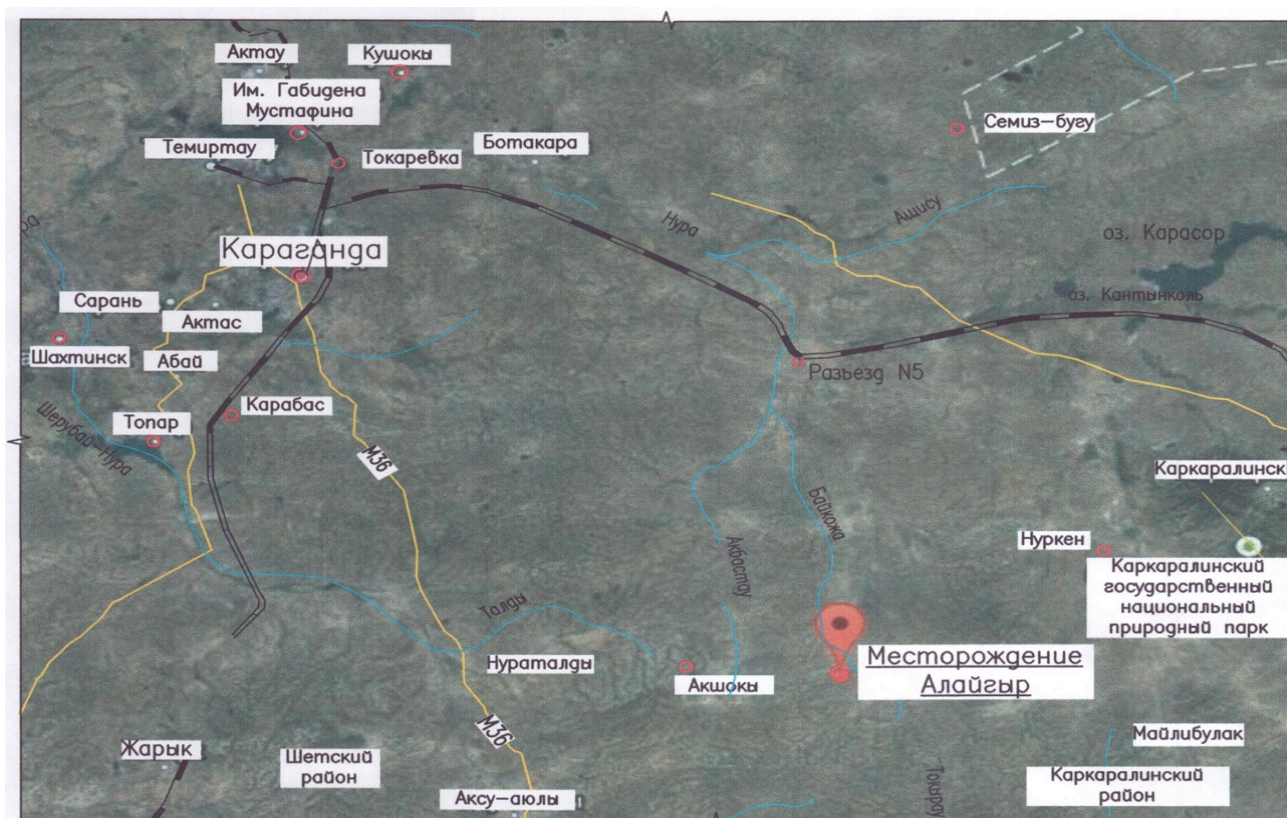 Актау
Кушокы
Им. Габидена
Мустафина
Темиртау
Токаревка
Ботакара
Семиз-бугу
Нура
Ащису
оз. Карасор
оз. Кантынколь
Караганда
Сарань
Актас
Шахтинск
Абай
Разъезд N5
Топар
Карабас
Шерубай-Нура
М36
Каркаралинск
Байкожа
Акбастау
Нуркен
Каркаралинский
государственный
национальный
природный парк
Талды
Нураталды
Акшокы
Месторождение
Алайгыр
М36
Майлибулак
Жарык
Шетский
район
Каркаралинский
район
Токырау
Аксу-аюлы